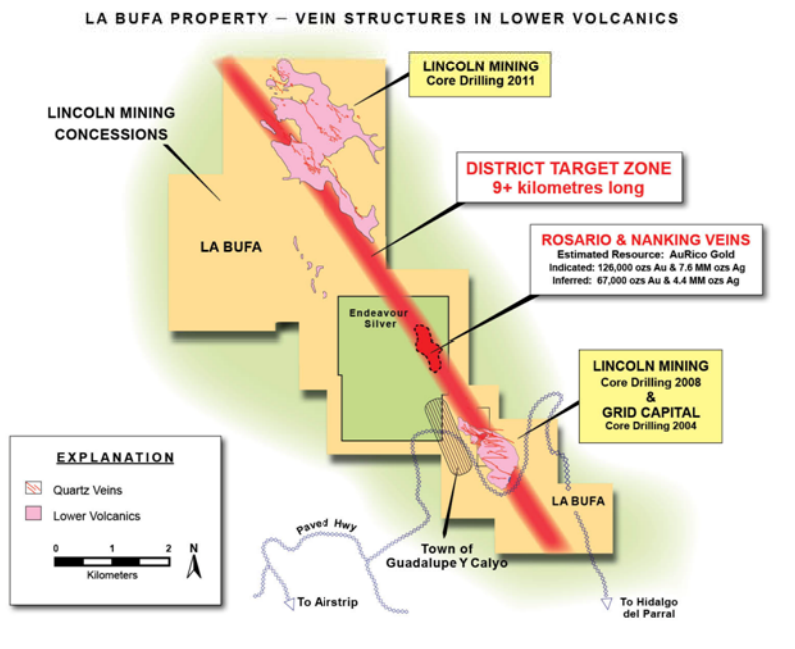 LA BUFA PROPERTY – VEIN STRUCTURES IN LOWER VOLCANICS
LINCOLN MINING
Core Drilling 2011
LINCOLN MINING
CONCESSIONS
DISTRICT TARGET ZONE
9+ kilometres long
LA BUFA
ROSARIO & NANKING VEINS
Estimated Resource: AuRico Gold
Indicated: 126,000 ozs Au & 7.6 MM ozs Ag
Inferred: 67,000 ozs Au & 4.4 MM ozs Ag
Endeavour
Silver
LINCOLN MINING
Core Drilling 2008
&
GRID CAPITAL
Core Drilling 2004
EXPLANATION
Quartz Veins
Lower Volcanics
0 1 2
Kilometers
N
LA BUFA
Paved Hwy
Town of
Guadalupe Y Calyo
To Airstrip
To Hidalgo
del Parral